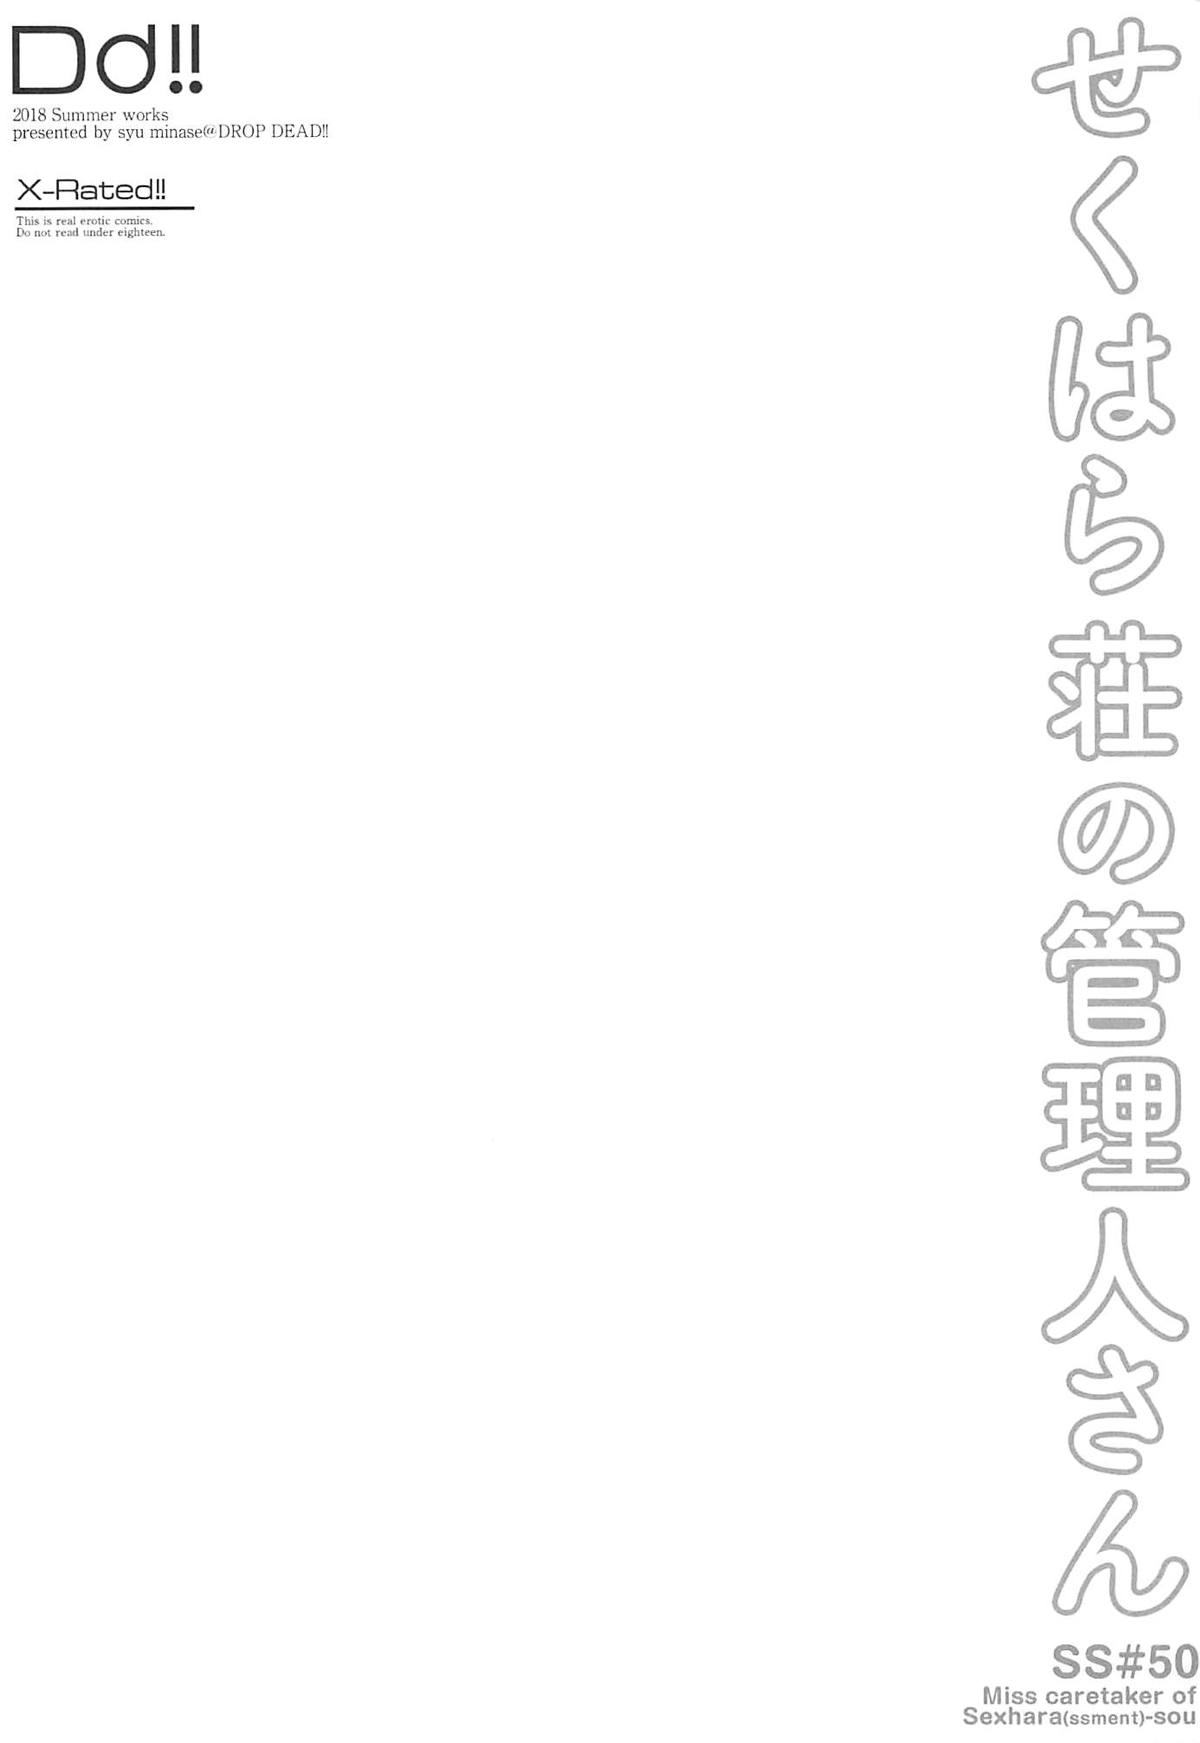 Dd!!
2018 Summer works
presented by syu minase@DROP DEAD!!
X-Rated!!
This is real erotic comics.
Do not read under eighteen.
せくはら荘の管理人さん
SS#50
Miss caretaker of
Sexhara(ssment)-sou